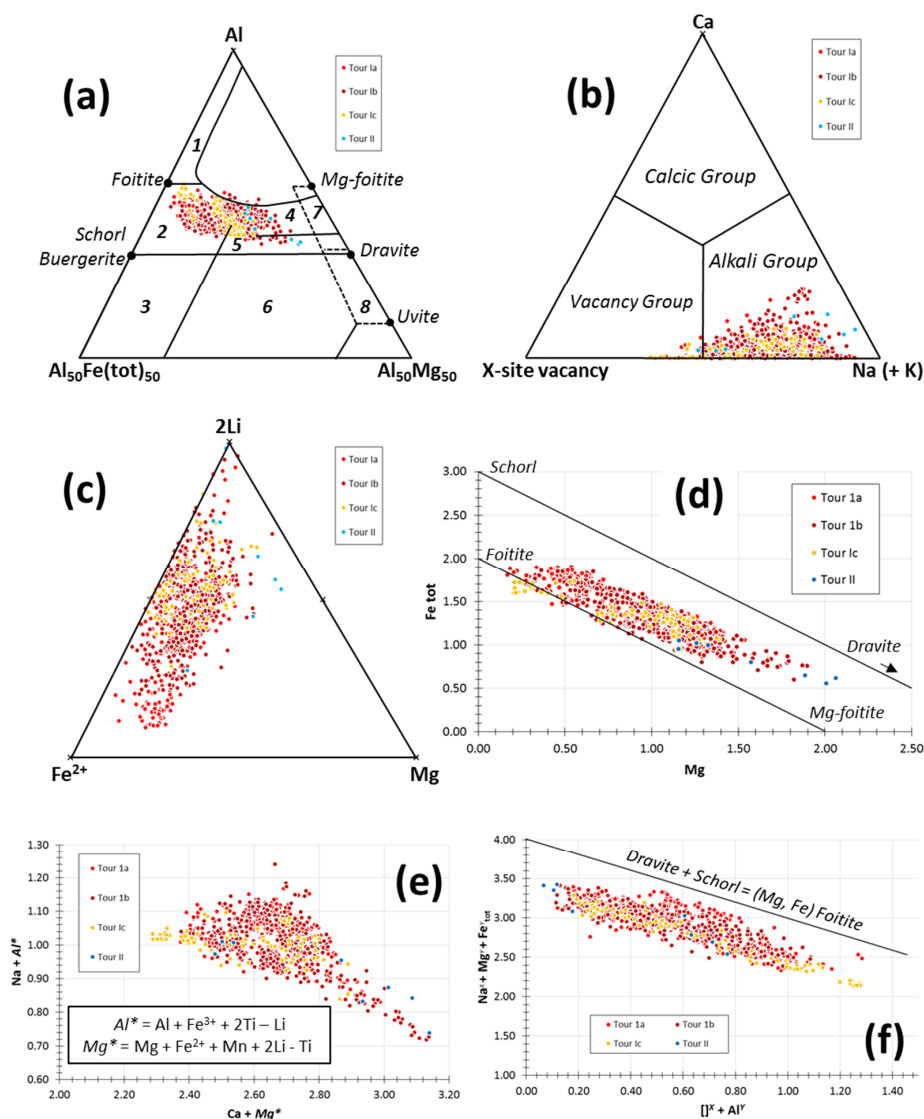 Al
(a)
Tour Ia
Tour Ib
Tour Ic
Tour II
1
Foitite
Mg-foitite
2
4
7
5
Schorl
Buergerite
Dravite
3
6
8
Uvite
Al50Fe(tot)50
Al50Mg50
Ca
(b)
Tour Ia
Tour Ib
Tour Ic
Tour II
Calcic Group
Alkali Group
Vacancy Group
X-site vacancy
Na (+ K)
2Li
(c)
Tour Ia
Tour Ib
Tour Ic
Tour II
Fe2+
Mg
(d)
3.00
2.50
2.00
1.50
1.00
0.50
0.00
Fe tot
Schorl
Foitite
Dravite
Mg-foitite
Tour 1a
Tour 1b
Tour Ic
Tour II
0.00 0.50 1.00 1.50 2.00 2.50
Mg
(e)
1.30
1.20
1.10
1.00
0.90
0.80
0.70
0.60
Na + Al*
Tour 1a
Tour 1b
Tour Ic
Tour II
Al* = Al + Fe3+ + 2Ti – Li
Mg* = Mg + Fe2+ + Mn + 2Li - Ti
2.00 2.20 2.40 2.60 2.80 3.00 3.20
Ca + Mg*
4.00
3.50
3.00
2.50
2.00
1.50
1.00
Dravite + Schorl = (Mg, Fe) Foitite
Tour 1a Tour 1b
Tour Ic Tour II
(f)
0.00 0.20 0.40 0.60 0.80 1.00 1.20 1.40
[]X + AlY